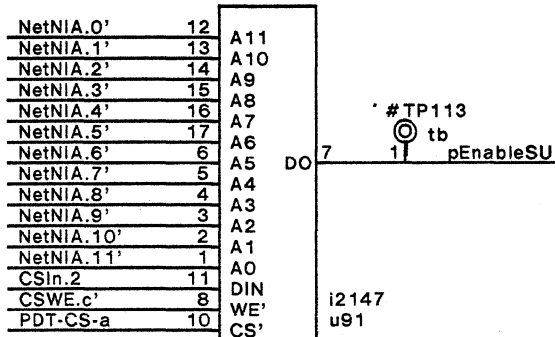 NetNIA.0' 12 A11
NetNIA.1' 13 A10
NetNIA.2' 14 A9
NetNIA.3' 15 A8
NetNIA.4' 16 A7
NetNIA.5' 17 A6
NetNIA.6' 6 A5
NetNIA.7' 5 A4
NetNIA.8' 4 A3
NetNIA.9' 3 A2
NetNIA.10' 2 A1
NetNIA.11' 1 A0
CSIn.2 11 DIN
CSWE.c' 8 WE'
PDT-CS-a 10 CS'
#TP113
tb
DO 7 1 pEnableSU
i2147
u91